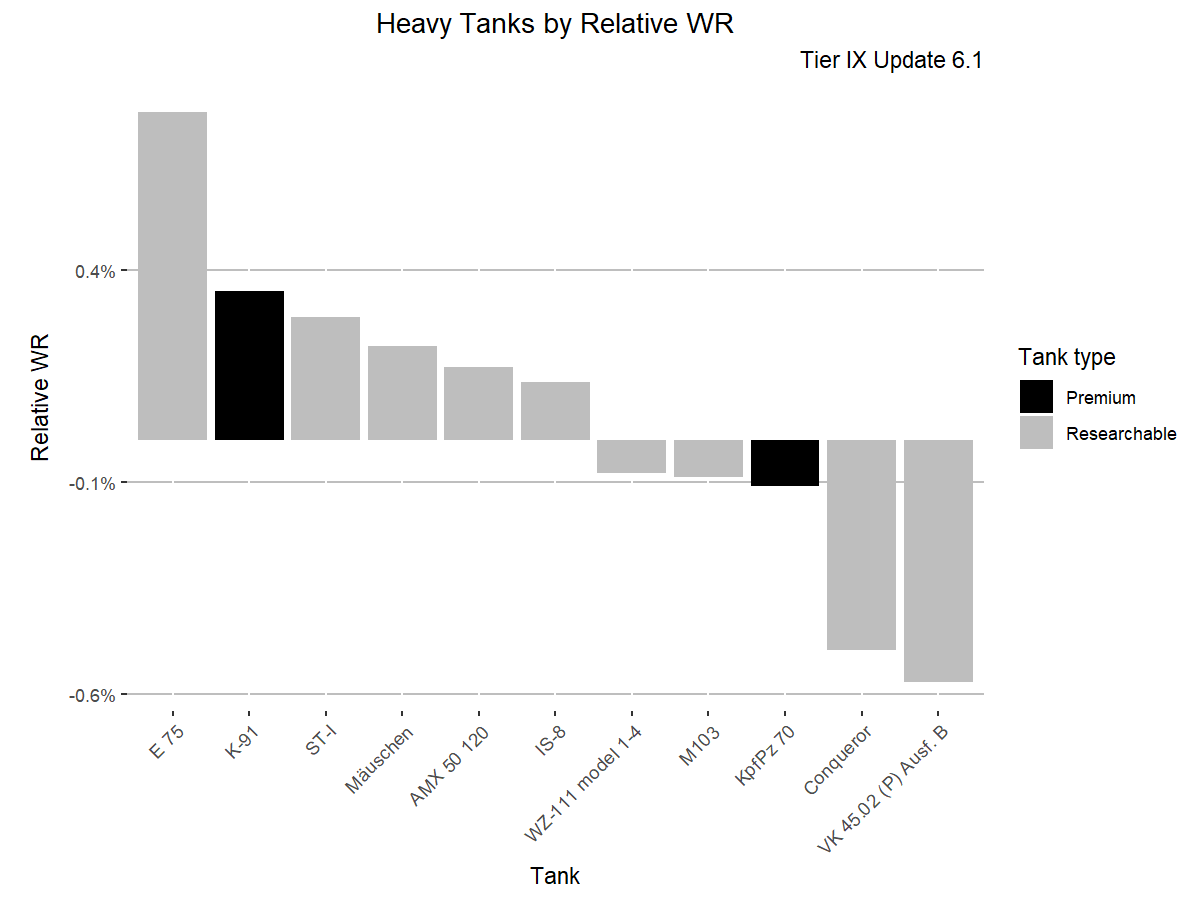 Heavy Tanks by Relative WR
Tier IX Update 6.1
Relative WR
0.4%
-0.1%
-0.6%
E 75
K-91
ST-I
Mäuschen
AMX 50 120
IS-8
WZ-111 model 1-4
M103
KpfPz 70
Conqueror
VK 45.02 (P) Ausf. B
Tank
Tank type
Premium
Researchable